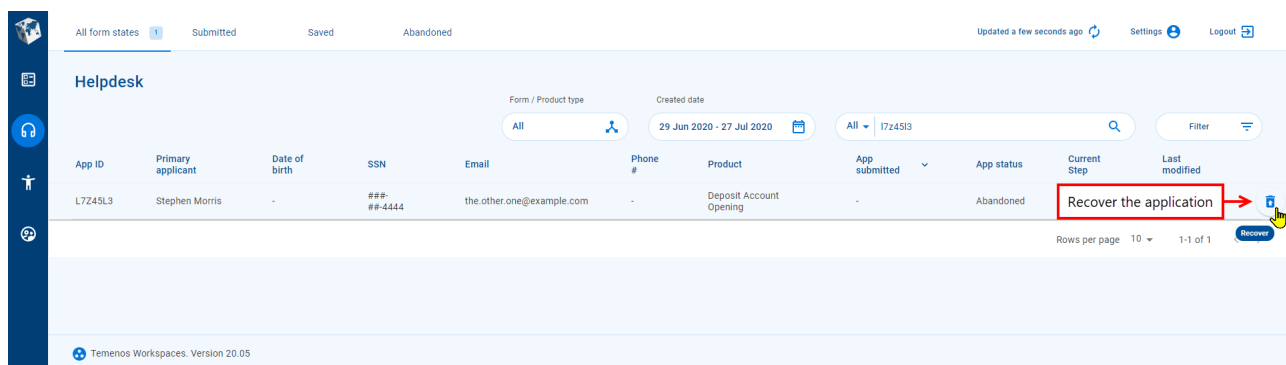 All form states 1 Submitted Saved Abandoned Updated a few seconds ago Settings Logout
Helpdesk
Form / Product type Created date
All 29 Jun 2020 - 27 Jul 2020 All l7z45l3 Filter
App ID Primary applicant Date of birth SSN Email Phone # Product App submitted App status Current Step Last modified
L7Z45L3 Stephen Morris - ###-##-4444 the.other.one@example.com - Deposit Account Opening - Abandoned Recover the application
Rows per page 10 1-1 of 1 Recover
Temenos Workspaces. Version 20.05